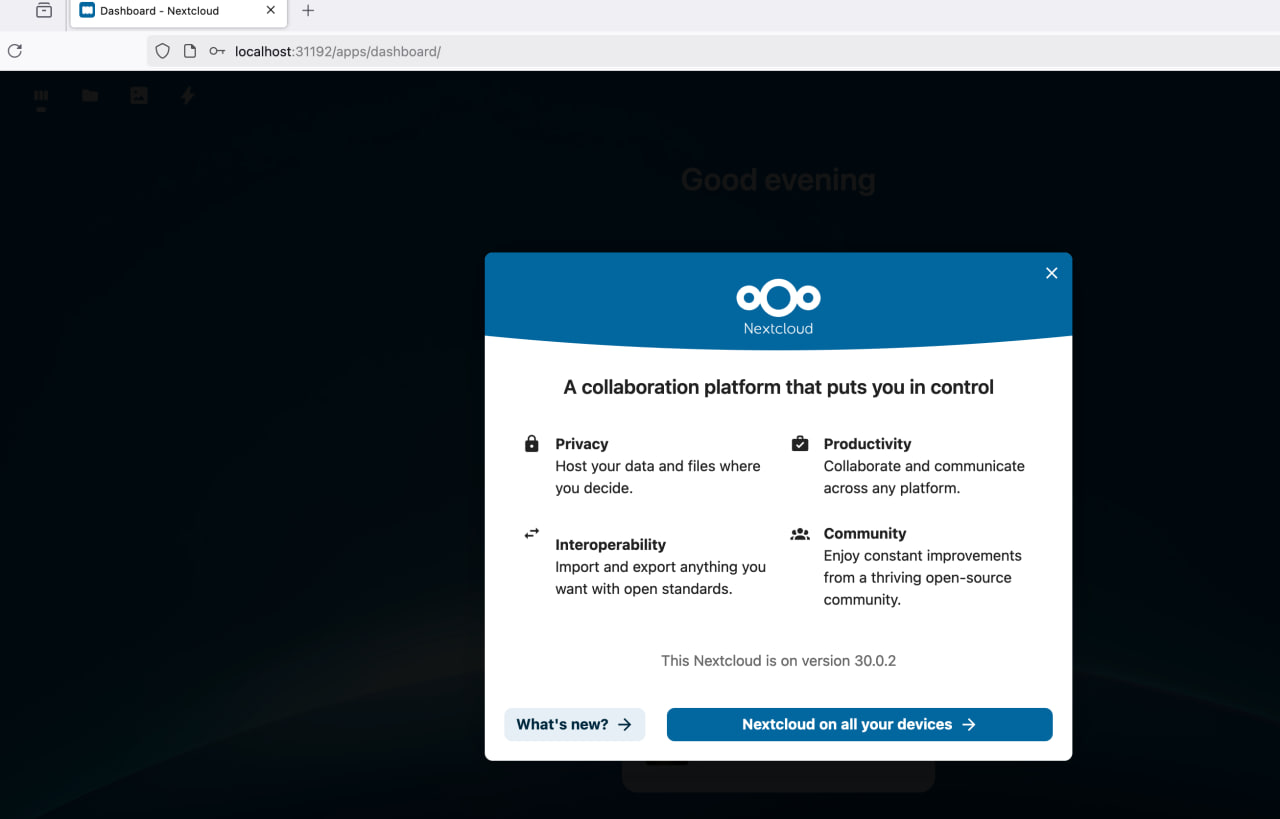 Dashboard - Nextcloud
localhost:31192/apps/dashboard/
Good evening
Nextcloud
A collaboration platform that puts you in control
Privacy
Host your data and files where
you decide.
Productivity
Collaborate and communicate
across any platform.
Interoperability
Import and export anything you
want with open standards.
Community
Enjoy constant improvements
from a thriving open-source
community.
This Nextcloud is on version 30.0.2
What's new?
Nextcloud on all your devices